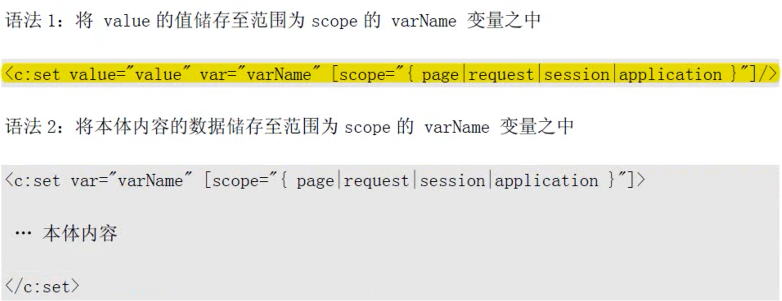 语法 1：将 value 的值储存至范围为 scope 的 varName 变量之中
<c:set value="value" var="varName" [scope="{ page|request|session|application }"]/>
语法 2：将本体内容的数据储存至范围为 scope 的 varName 变量之中
<c:set var="varName" [scope="{ page|request|session|application }"]>
… 本体内容
</c:set>